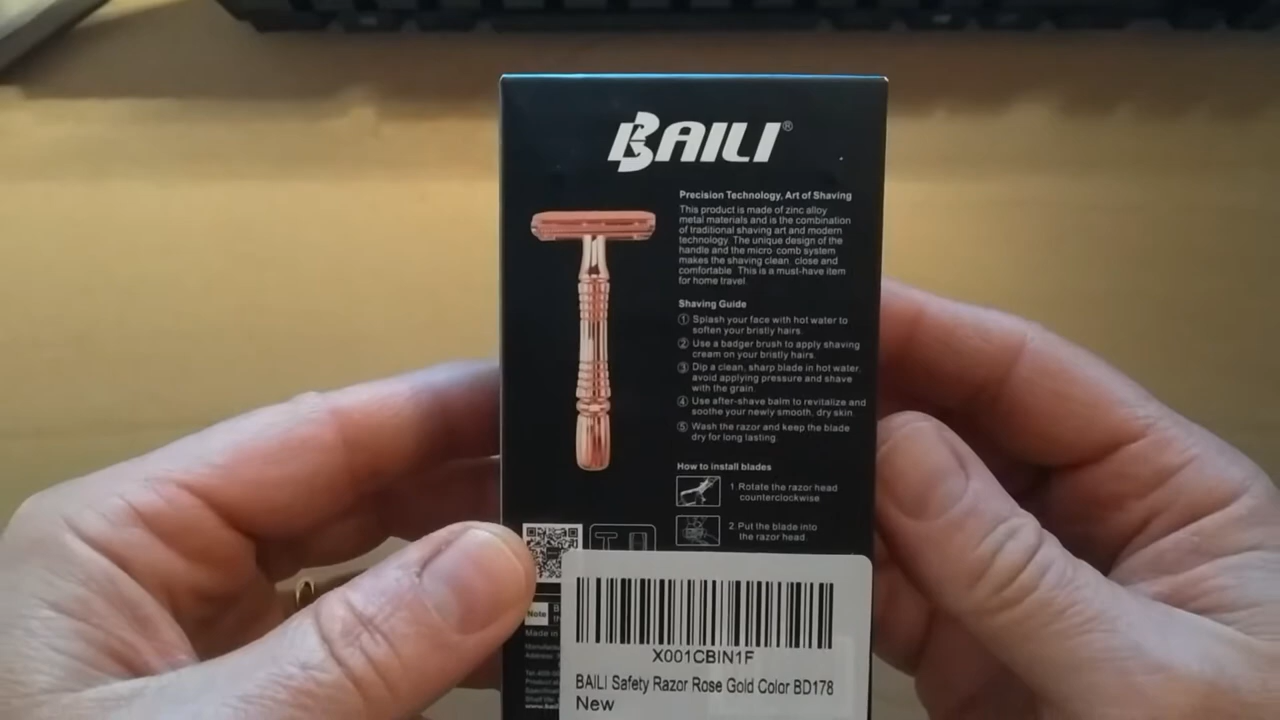 BAILI®
Precision Technology, Art of Shaving
This product is made of zinc alloy
metal materials and is the combination
of traditional shaving art and modern
technology. The unique design of the
handle and the micro comb system
makes the shaving clean, close and
comfortable. This is a must-have item
for home travel.
Shaving Guide
① Splash your face with hot water to
soften your bristly hairs.
② Use a badger brush to apply shaving
cream on your bristly hairs.
③ Dip a clean, sharp blade in hot water,
avoid applying pressure and shave
with the grain.
④ Use after-shave balm to revitalize and
soothe your newly smooth, dry skin.
⑤ Wash the razor and keep the blade
dry for long lasting.
How to install blades
1.Rotate the razor head
counterclockwise
2.Put the blade into
the razor head.
Note
Made in
X001CBIN1F
BAILI Safety Razor Rose Gold Color BD178
New